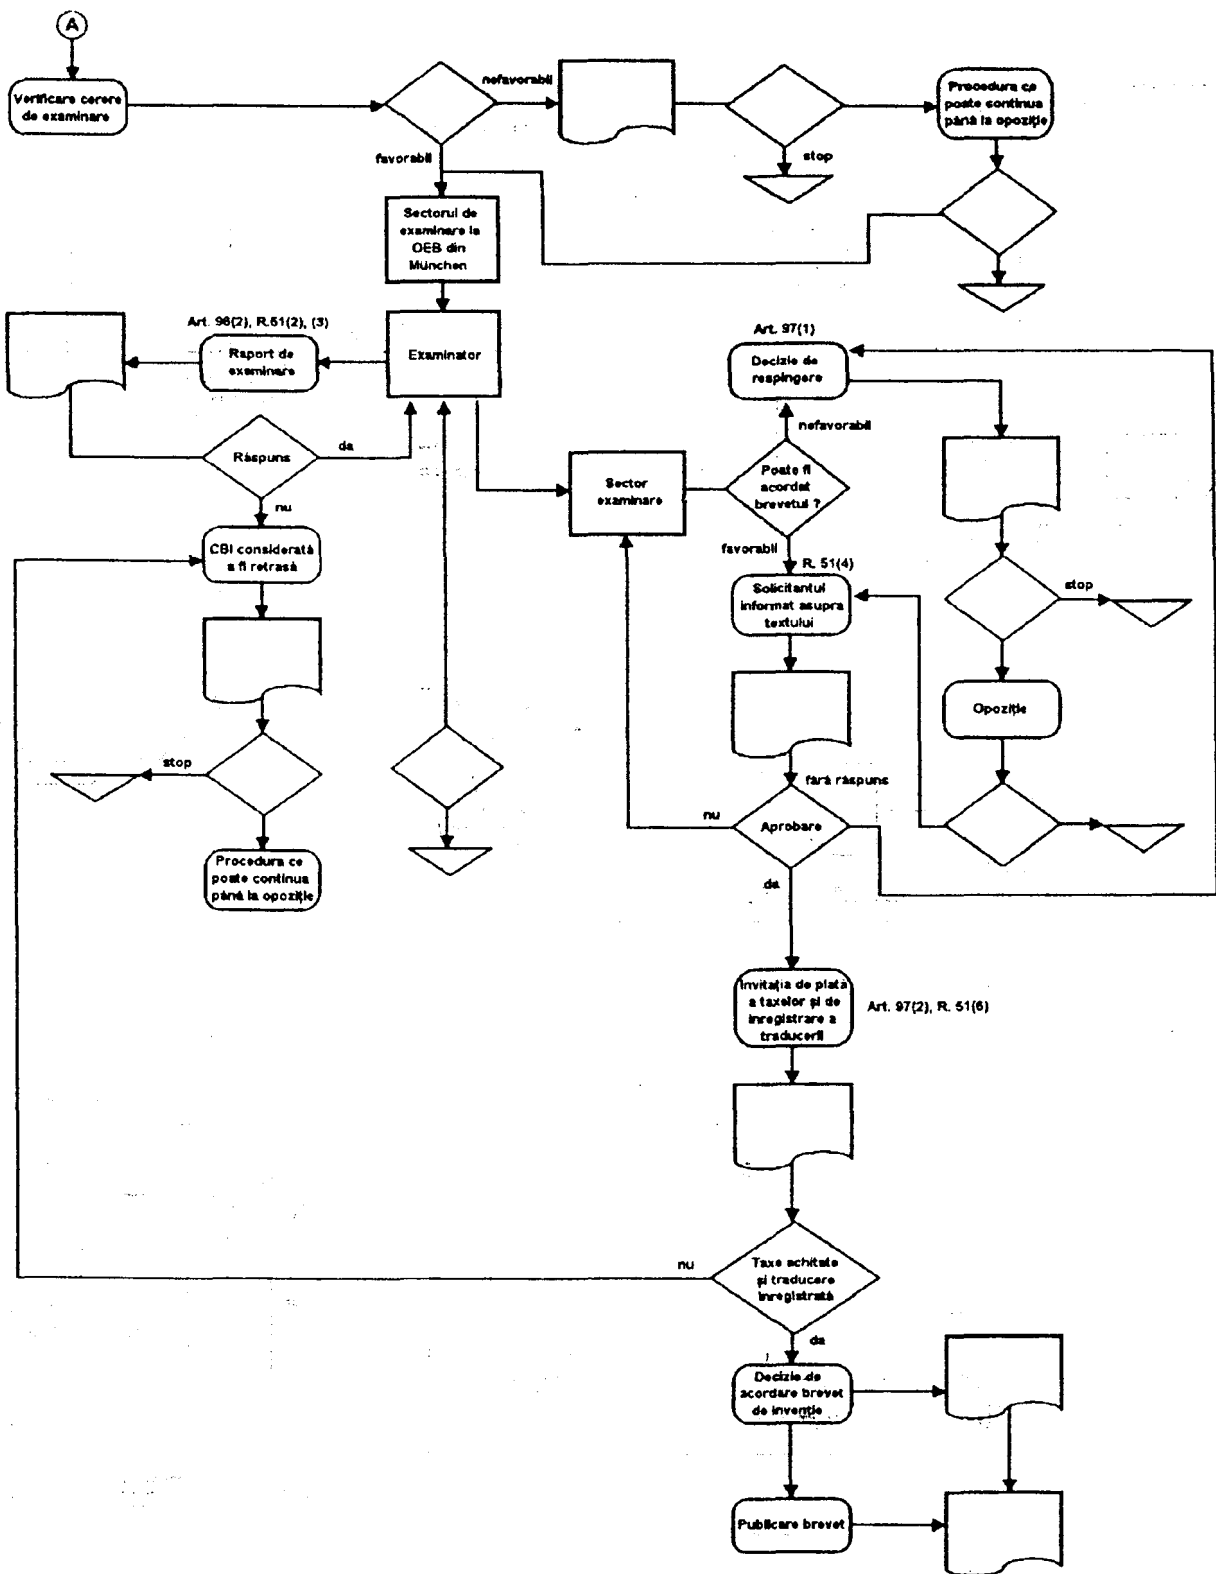 A
Verificare cerere
de examinare
nefavorabil
favorabil
stop
Procedura ce
poate continua
până la opoziție
Sectorul de
examinare la
OEB din
München
Art. 96(2), R.51(2), (3)
Raport de
examinare
Examinator
Răspuns
da
nu
CBI considerată
a fi retrasă
stop
Procedura ce
poate continua
până la opoziție
Art. 97(1)
Decizie de
respingere
nefavorabil
Sector
examinare
Poate fi
acordat
brevetul ?
favorabil
R. 51(4)
Solicitantul
informat asupra
textului
stop
Opoziție
fără răspuns
nu
Aprobare
da
Invitația de plată
a taxelor și de
înregistrare a
traducerii
Art. 97(2), R. 51(6)
nu
Taxe achitate
și traducere
înregistrată
da
Decizie de
acordare brevet
de invenție
Publicare brevet